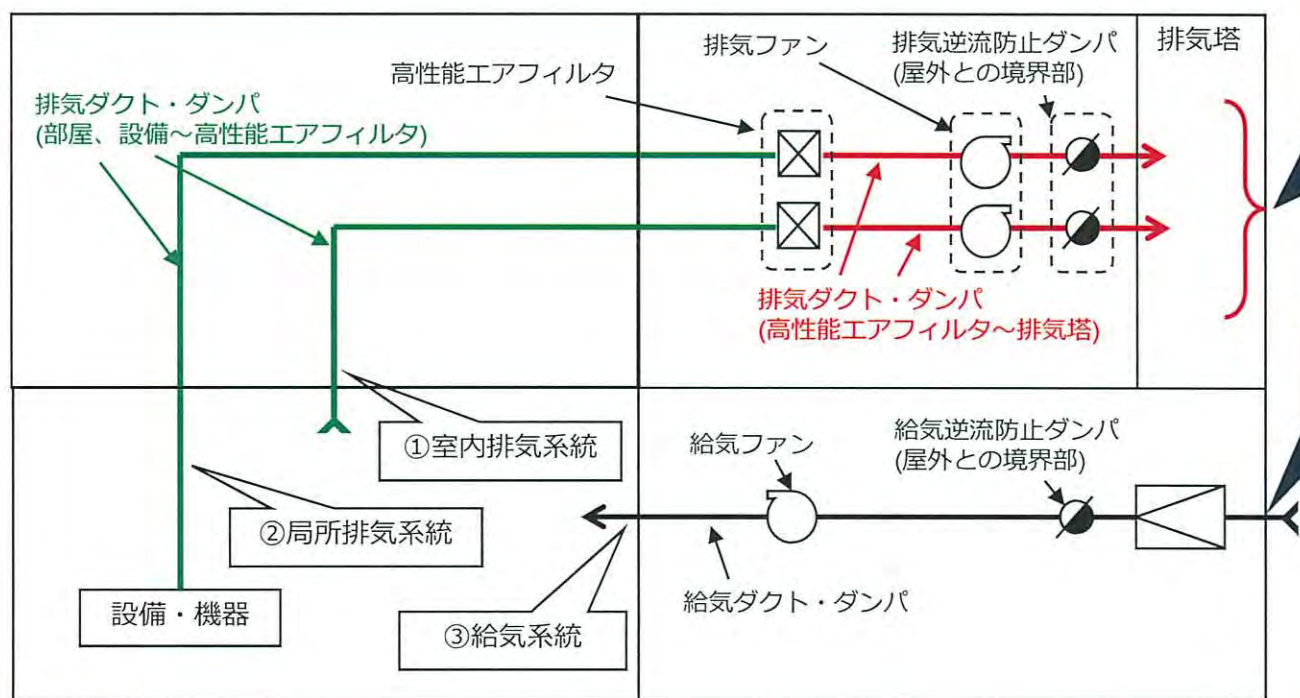 排気塔
排気ファン
排気逆流防止ダンパ
(屋外との境界部)
高性能エアフィルタ
排気ダクト・ダンパ
(部屋、設備～高性能エアフィルタ)
排気ダクト・ダンパ
(高性能エアフィルタ～排気塔)
①室内排気系統
給気ファン
給気逆流防止ダンパ
(屋外との境界部)
②局所排気系統
設備・機器
③給気系統
給気ダクト・ダンパ